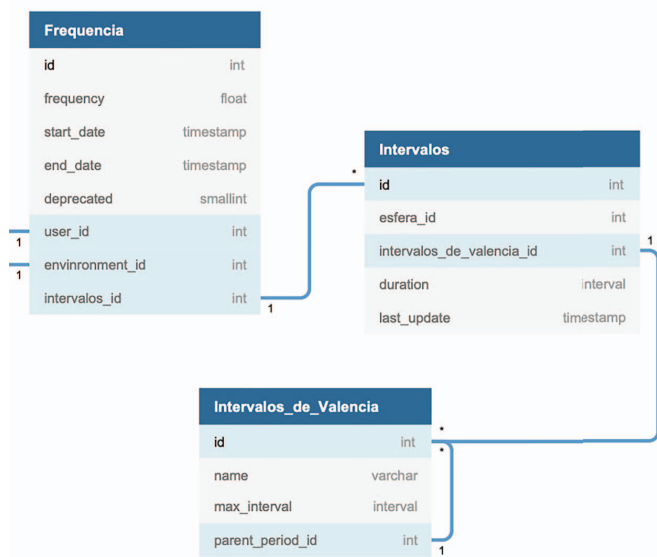 Frequencia
id int
frequency float
start_date timestamp
end_date timestamp
deprecated smallint
user_id int
1
envinronment_id int
1
intervalos_id int
1
*
Intervalos
id int
esfera_id int
1
intervalos_de_valencia_id int
duration interval
last_update timestamp
Intervalos_de_Valencia
*
id int
*
name varchar
max_interval interval
parent_period_id int
1